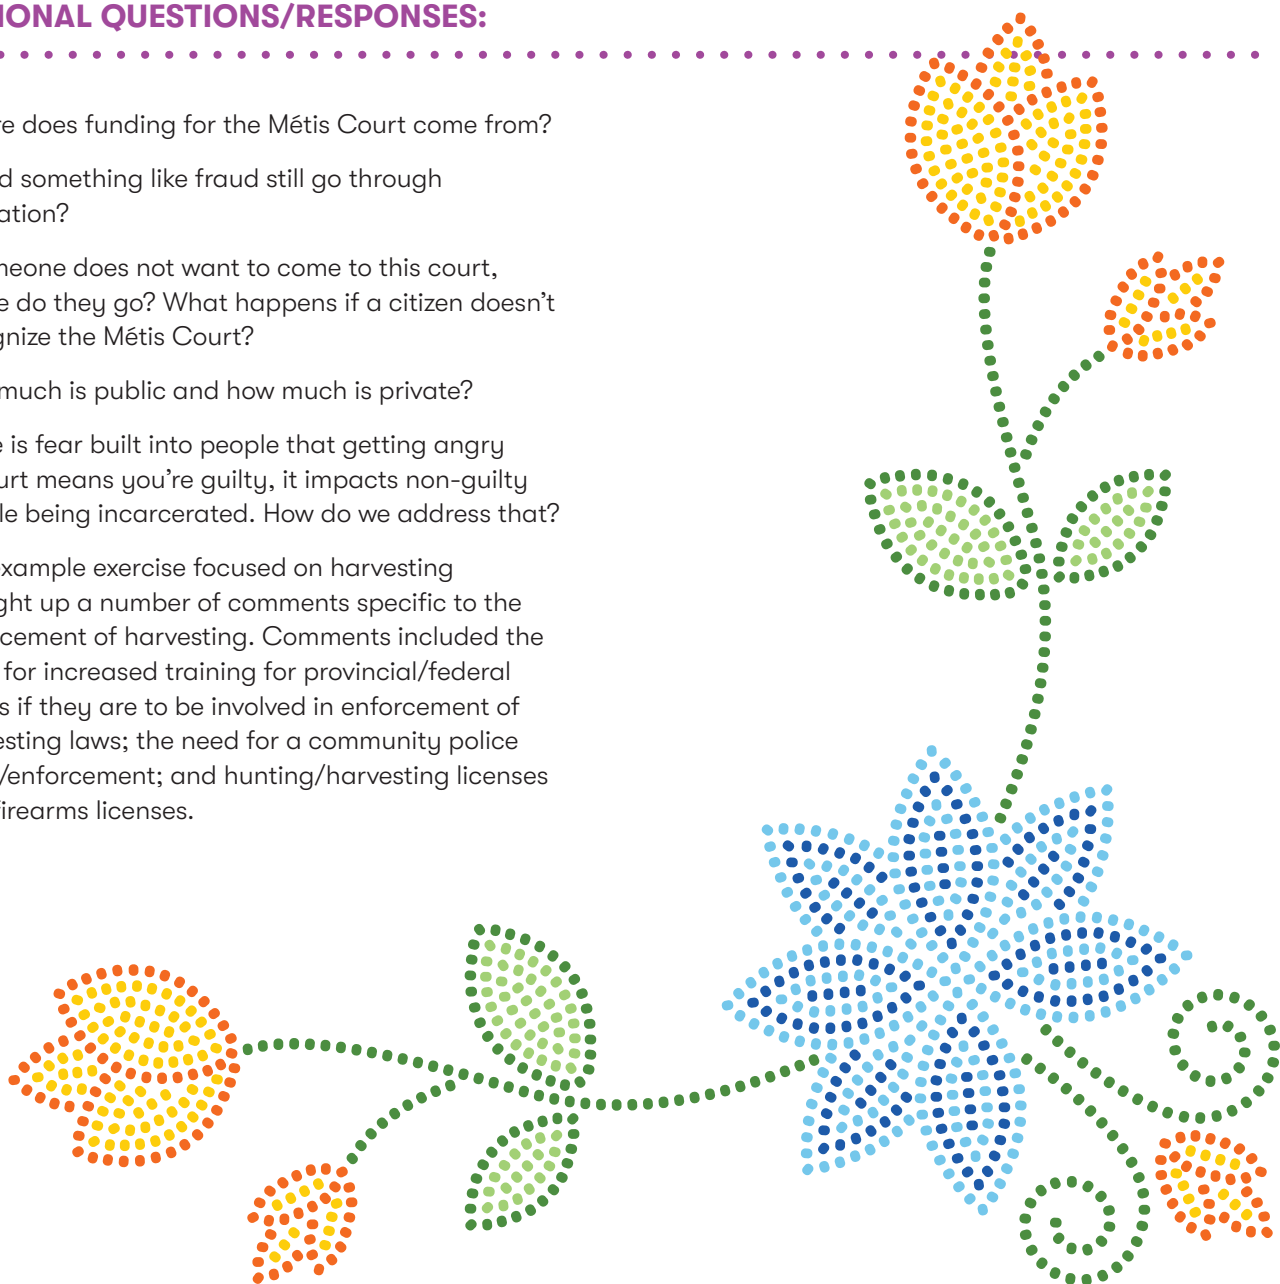 IONAL QUESTIONS/RESPONSES:
re does funding for the Métis Court come from?
d something like fraud still go through
ation?
meone does not want to come to this court,
e do they go? What happens if a citizen doesn’t
gnize the Métis Court?
much is public and how much is private?
e is fear built into people that getting angry
urt means you’re guilty, it impacts non-guilty
le being incarcerated. How do we address that?
example exercise focused on harvesting
ght up a number of comments specific to the
cement of harvesting. Comments included the
for increased training for provincial/federal
s if they are to be involved in enforcement of
esting laws; the need for a community police
/enforcement; and hunting/harvesting licenses
firearms licenses.